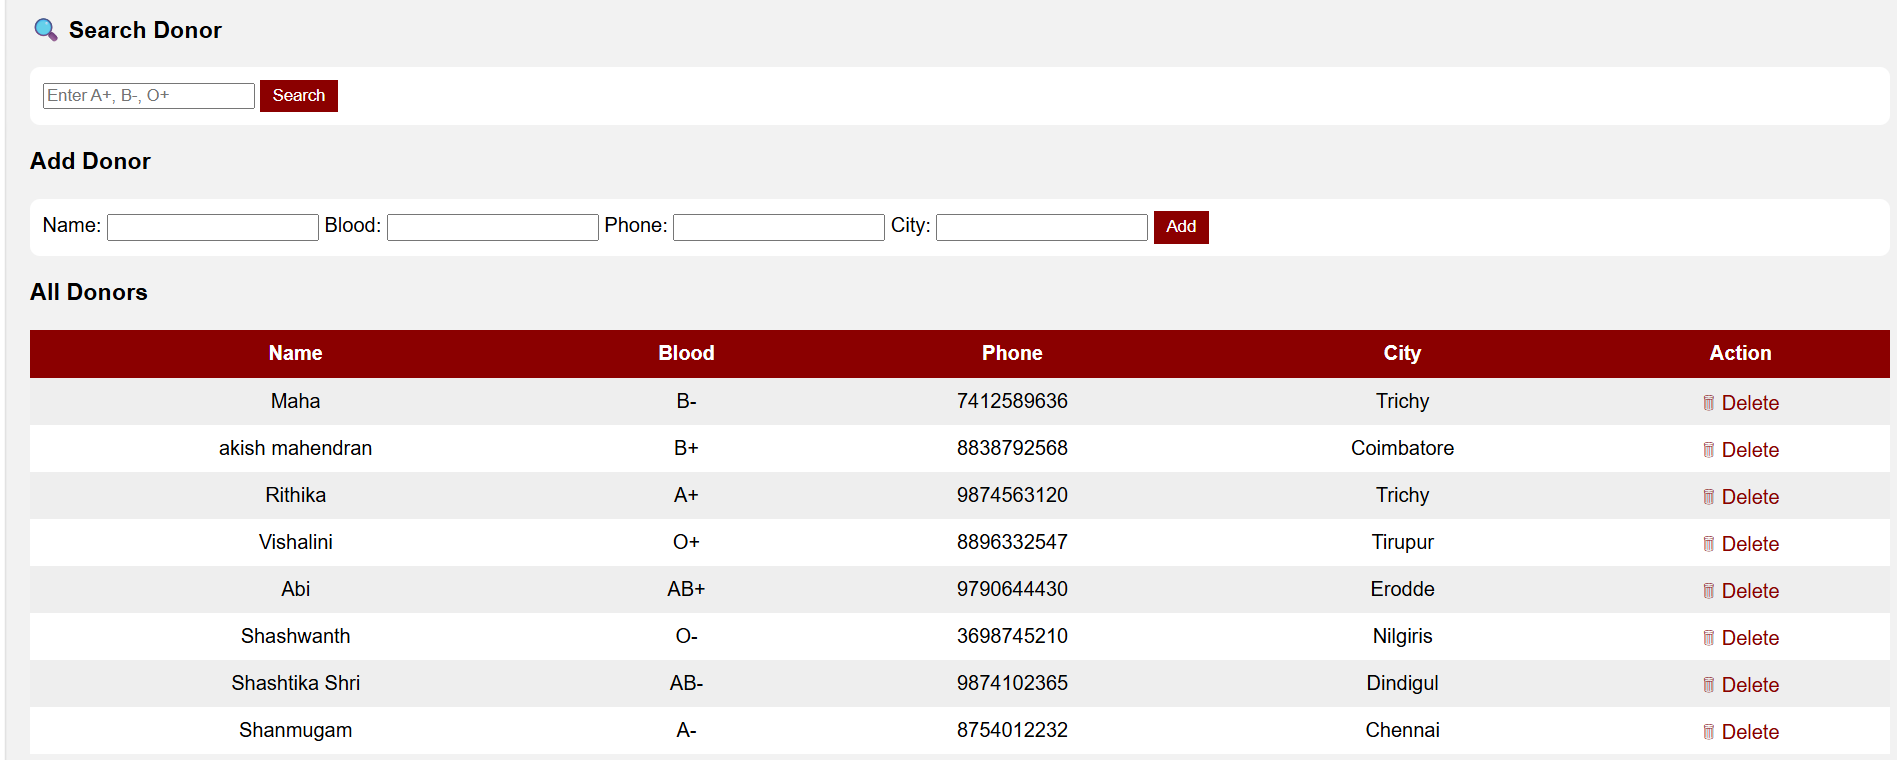 Search Donor
Enter A+, B-, O+ Search
Add Donor
Name: Blood: Phone: City: Add
All Donors
Name Blood Phone City Action
Maha B- 7412589636 Trichy Delete
akish mahendran B+ 8838792568 Coimbatore Delete
Rithika A+ 9874563120 Trichy Delete
Vishalini O+ 8896332547 Tirupur Delete
Abi AB+ 9790644430 Erodde Delete
Shashwanth O- 3698745210 Nilgiris Delete
Shashtika Shri AB- 9874102365 Dindigul Delete
Shanmugam A- 8754012232 Chennai Delete